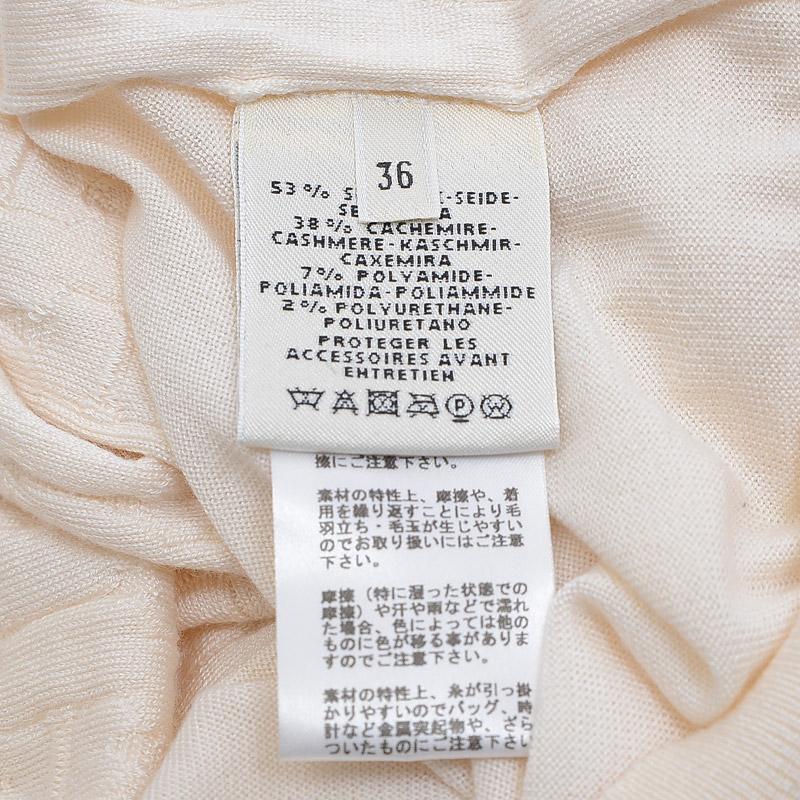 36
53% S -SEIDE-
SE A
38% CACHEMIRE-
CASHMERE-KASCHMIR-
CAXEMIRA
7% POLYAMIDE-
POLIAMIDA-POLIAMMIDE
2% POLYURETHANE-
POLIURETANO
PROTEGER LES
ACCESSOIRES AVANT
ENTRETIEN
P W
擦にご注意下さい。
素材の特性上、摩擦や、着
用を繰り返すことにより毛
羽立ち・毛玉が生じやすい
のでお取り扱いにはご注意
下さい。
摩擦(特に湿った状態での
摩擦)や汗や雨などで濡れ
た場合、色によっては他の
ものに色が移る事がありま
すのでご注意下さい。
素材の特性上、糸が引っ掛
かりやすいのでバッグ、時
計など金属突起物や、ざら
ついたものにご注意下さい